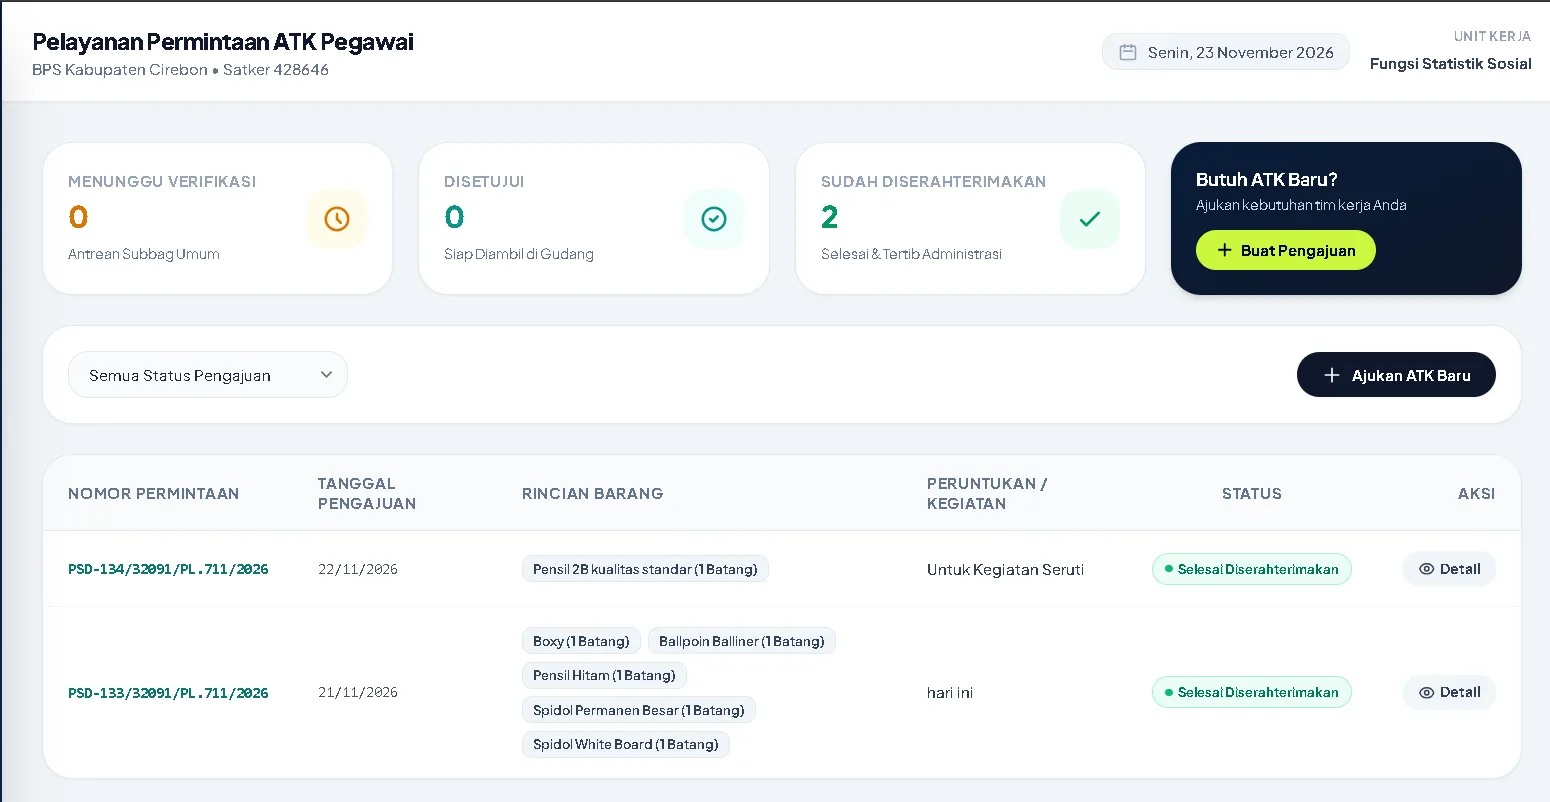 Pelayanan Permintaan ATK Pegawai
BPS Kabupaten Cirebon • Satker 428646
Senin, 23 November 2026
UNIT KERJA
Fungsi Statistik Sosial
MENUNGGU VERIFIKASI
0
Antrean Subbag Umum
DISETUJUI
0
Siap Diambil di Gudang
SUDAH DISERAHTERIMAKAN
2
Selesai & Tertib Administrasi
Butuh ATK Baru?
Ajukan kebutuhan tim kerja Anda
+ Buat Pengajuan
Semua Status Pengajuan
+ Ajukan ATK Baru
NOMOR PERMINTAAN
TANGGAL
PENGAJUAN
RINCIAN BARANG
PERUNTUKAN /
KEGIATAN
STATUS
AKSI
PSD-134/32091/PL.711/2026
22/11/2026
Pensil 2B kualitas standar (1 Batang)
Untuk Kegiatan Seruti
Selesai Diserahterimakan
Detail
PSD-133/32091/PL.711/2026
21/11/2026
Boxy (1 Batang) Ballpoin Balliner (1 Batang)
Pensil Hitam (1 Batang)
Spidol Permanen Besar (1 Batang)
Spidol White Board (1 Batang)
hari ini
Selesai Diserahterimakan
Detail